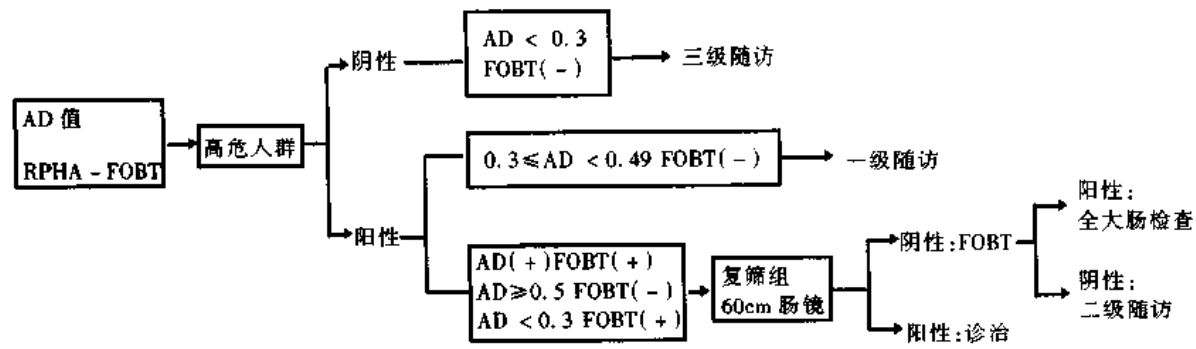 AD 值
RPHA - FOBT
高危人群
阴性
AD < 0.3
FOBT( - )
三级随访
阳性
0.3≤AD < 0.49 FOBT( - )
一级随访
AD( + )FOBT( + )
AD≥0.5 FOBT( - )
AD < 0.3 FOBT( + )
复筛组
60cm 肠镜
阴性:FOBT
阳性:
全大肠检查
阴性:
二级随访
阳性:诊治